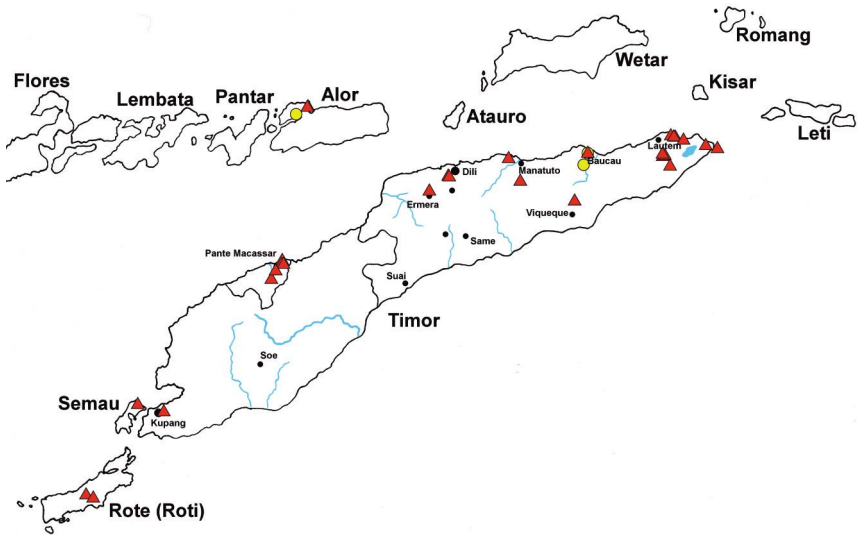 Romang
Wetar
Flores
Kisar
Lembata
Pantar
Alor
Atauro
Leti
Lautem
Baucau
Dili
Manatuto
Ermera
Viqueque
Same
Pante Macassar
Suai
Timor
Soe
Semau
Kupang
Rote (Roti)